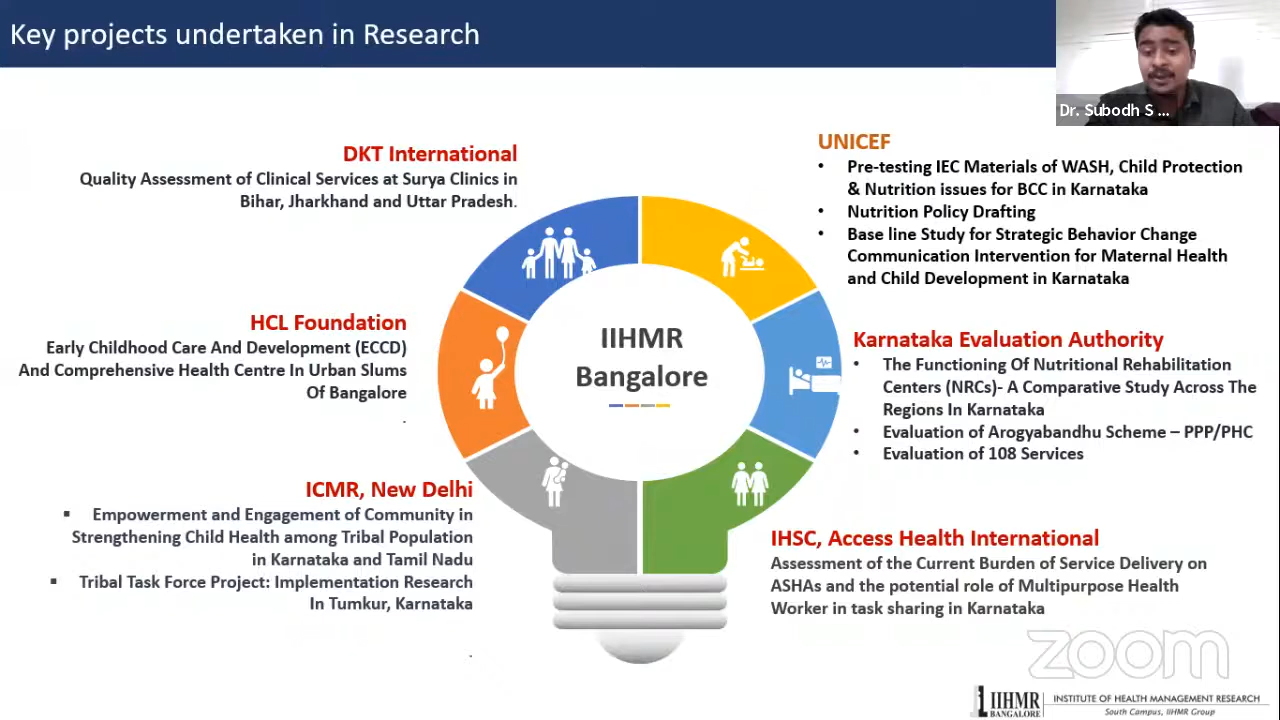 Key projects undertaken in Research
Dr. Subodh S ...
DKT International
Quality Assessment of Clinical Services at Surya Clinics in
Bihar, Jharkhand and Uttar Pradesh.
HCL Foundation
Early Childhood Care And Development (ECCD)
And Comprehensive Health Centre In Urban Slums
Of Bangalore
.
ICMR, New Delhi
▪ Empowerment and Engagement of Community in
Strengthening Child Health among Tribal Population
in Karnataka and Tamil Nadu
▪ Tribal Task Force Project: Implementation Research
In Tumkur, Karnataka
.
IIHMR
Bangalore
UNICEF
• Pre-testing IEC Materials of WASH, Child Protection
& Nutrition issues for BCC in Karnataka
• Nutrition Policy Drafting
• Base line Study for Strategic Behavior Change
Communication Intervention for Maternal Health
and Child Development in Karnataka
Karnataka Evaluation Authority
• The Functioning Of Nutritional Rehabilitation
Centers (NRCs)- A Comparative Study Across The
Regions In Karnataka
• Evaluation of Arogyabandhu Scheme – PPP/PHC
• Evaluation of 108 Services
IHSC, Access Health International
Assessment of the Current Burden of Service Delivery on
ASHAs and the potential role of Multipurpose Health
Worker in task sharing in Karnataka
zoom
IIHMR
BANGALORE
INSTITUTE OF HEALTH MANAGEMENT RESEARCH
South Campus, IIHMR Group